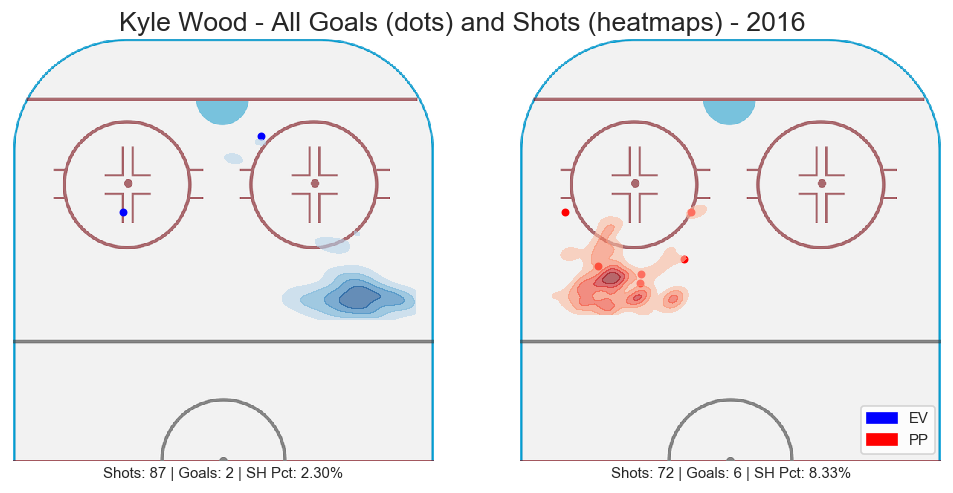 Kyle Wood - All Goals (dots) and Shots (heatmaps) - 2016
EV
PP
Shots: 87 | Goals: 2 | SH Pct: 2.30%
Shots: 72 | Goals: 6 | SH Pct: 8.33%